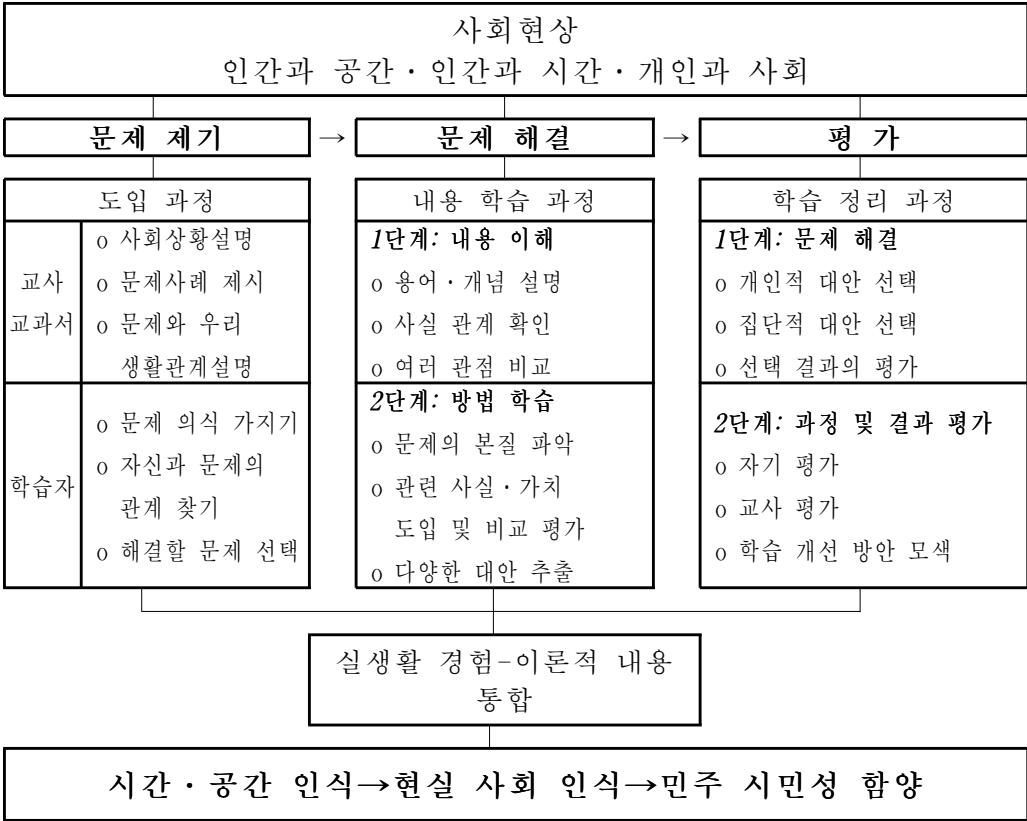 사회현상
인간과 공간·인간과 시간·개인과 사회
문제 제기 → 문제 해결 → 평가
도입 과정
교사
교과서
o 사회상황설명
o 문제사례 제시
o 문제와 우리
생활관계설명
학습자
o 문제 의식 가지기
o 자신과 문제의
관계 찾기
o 해결할 문제 선택
내용 학습 과정
1단계: 내용 이해
o 용어·개념 설명
o 사실 관계 확인
o 여러 관점 비교
2단계: 방법 학습
o 문제의 본질 파악
o 관련 사실·가치
도입 및 비교 평가
o 다양한 대안 추출
학습 정리 과정
1단계: 문제 해결
o 개인적 대안 선택
o 집단적 대안 선택
o 선택 결과의 평가
2단계: 과정 및 결과 평가
o 자기 평가
o 교사 평가
o 학습 개선 방안 모색
실생활 경험-이론적 내용
통합
시간·공간 인식→현실 사회 인식→민주 시민성 함양